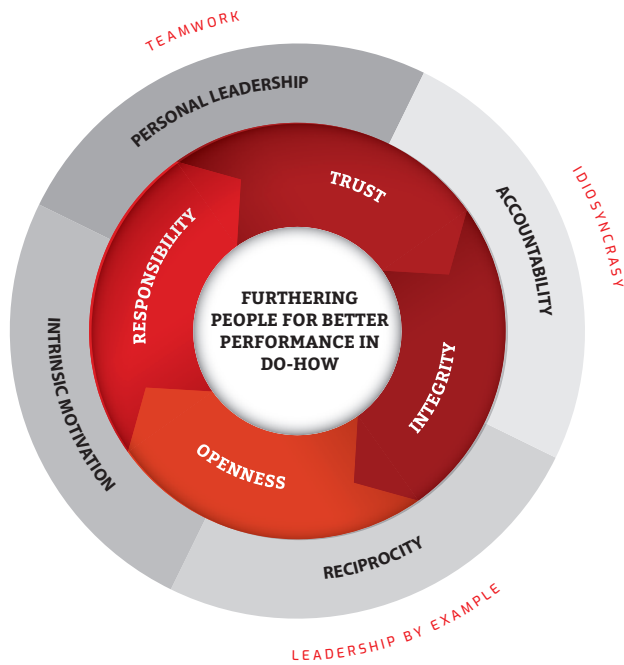 TEAMWORK
PERSONAL LEADERSHIP
TRUST
IDIOSYNCRASY
ACCOUNTABILITY
RESPONSIBILITY
FURTHERING
PEOPLE FOR BETTER
PERFORMANCE IN
DO-HOW
INTEGRITY
INTRINSIC MOTIVATION
OPENNESS
RECIPROCITY
LEADERSHIP BY EXAMPLE